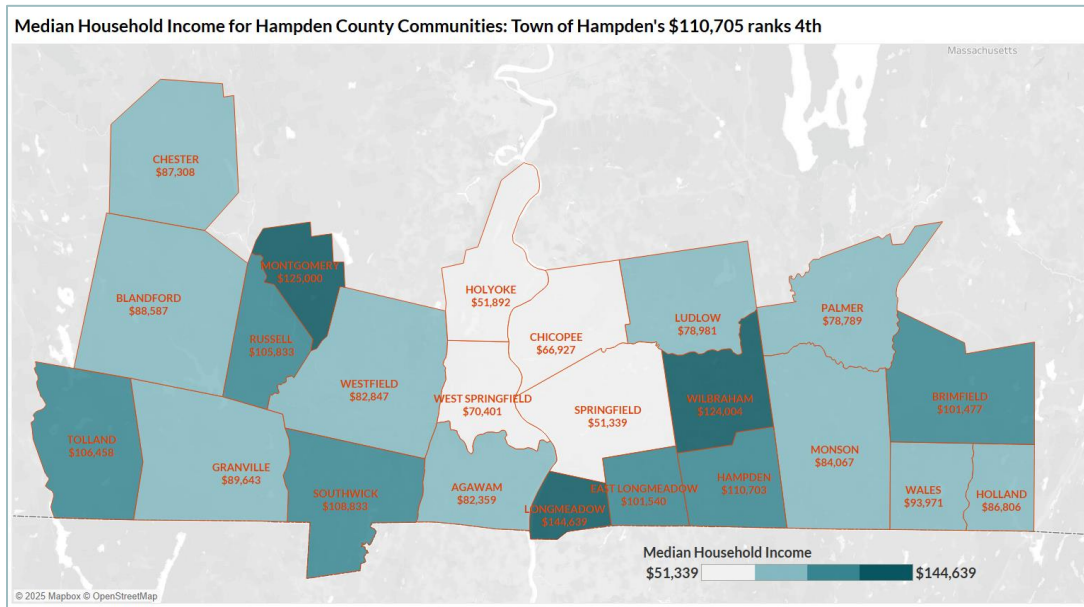 Median Household Income for Hampden County Communities: Town of Hampden's $110,705 ranks 4th
Massachusetts
CHESTER
$87,308
MONTGOMERY
$125,000
BLANDFORD
$88,587
HOLYOKE
$51,892
LUDLOW
$78,981
PALMER
$78,789
RUSSELL
$105,833
CHICOPEE
$66,927
WESTFIELD
$82,847
WEST SPRINGFIELD
$70,401
SPRINGFIELD
$51,339
WILBRAHAM
$124,004
BRIMFIELD
$101,477
TOLLAND
$106,458
GRANVILLE
$89,643
MONSON
$84,067
SOUTHWICK
$108,833
AGAWAM
$82,359
LONGMEADOW
$144,639
EAST LONGMEADOW
$101,540
HAMPDEN
$110,703
WALES
$93,971
HOLLAND
$86,806
Median Household Income
$51,339
$144,639
© 2025 Mapbox © OpenStreetMap